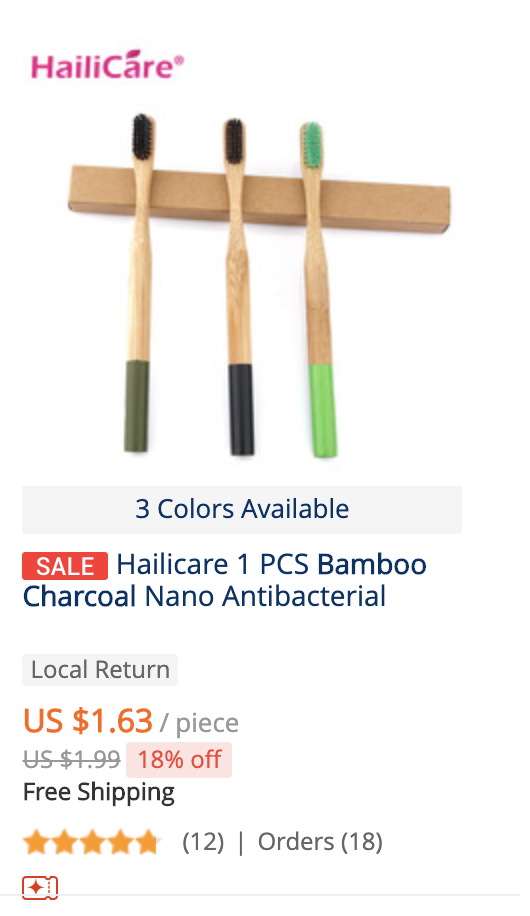 HailiCare®
3 Colors Available
SALE Hailicare 1 PCS Bamboo
Charcoal Nano Antibacterial
Local Return
US $1.63 / piece
US $1.99 18% off
Free Shipping
(12) | Orders (18)